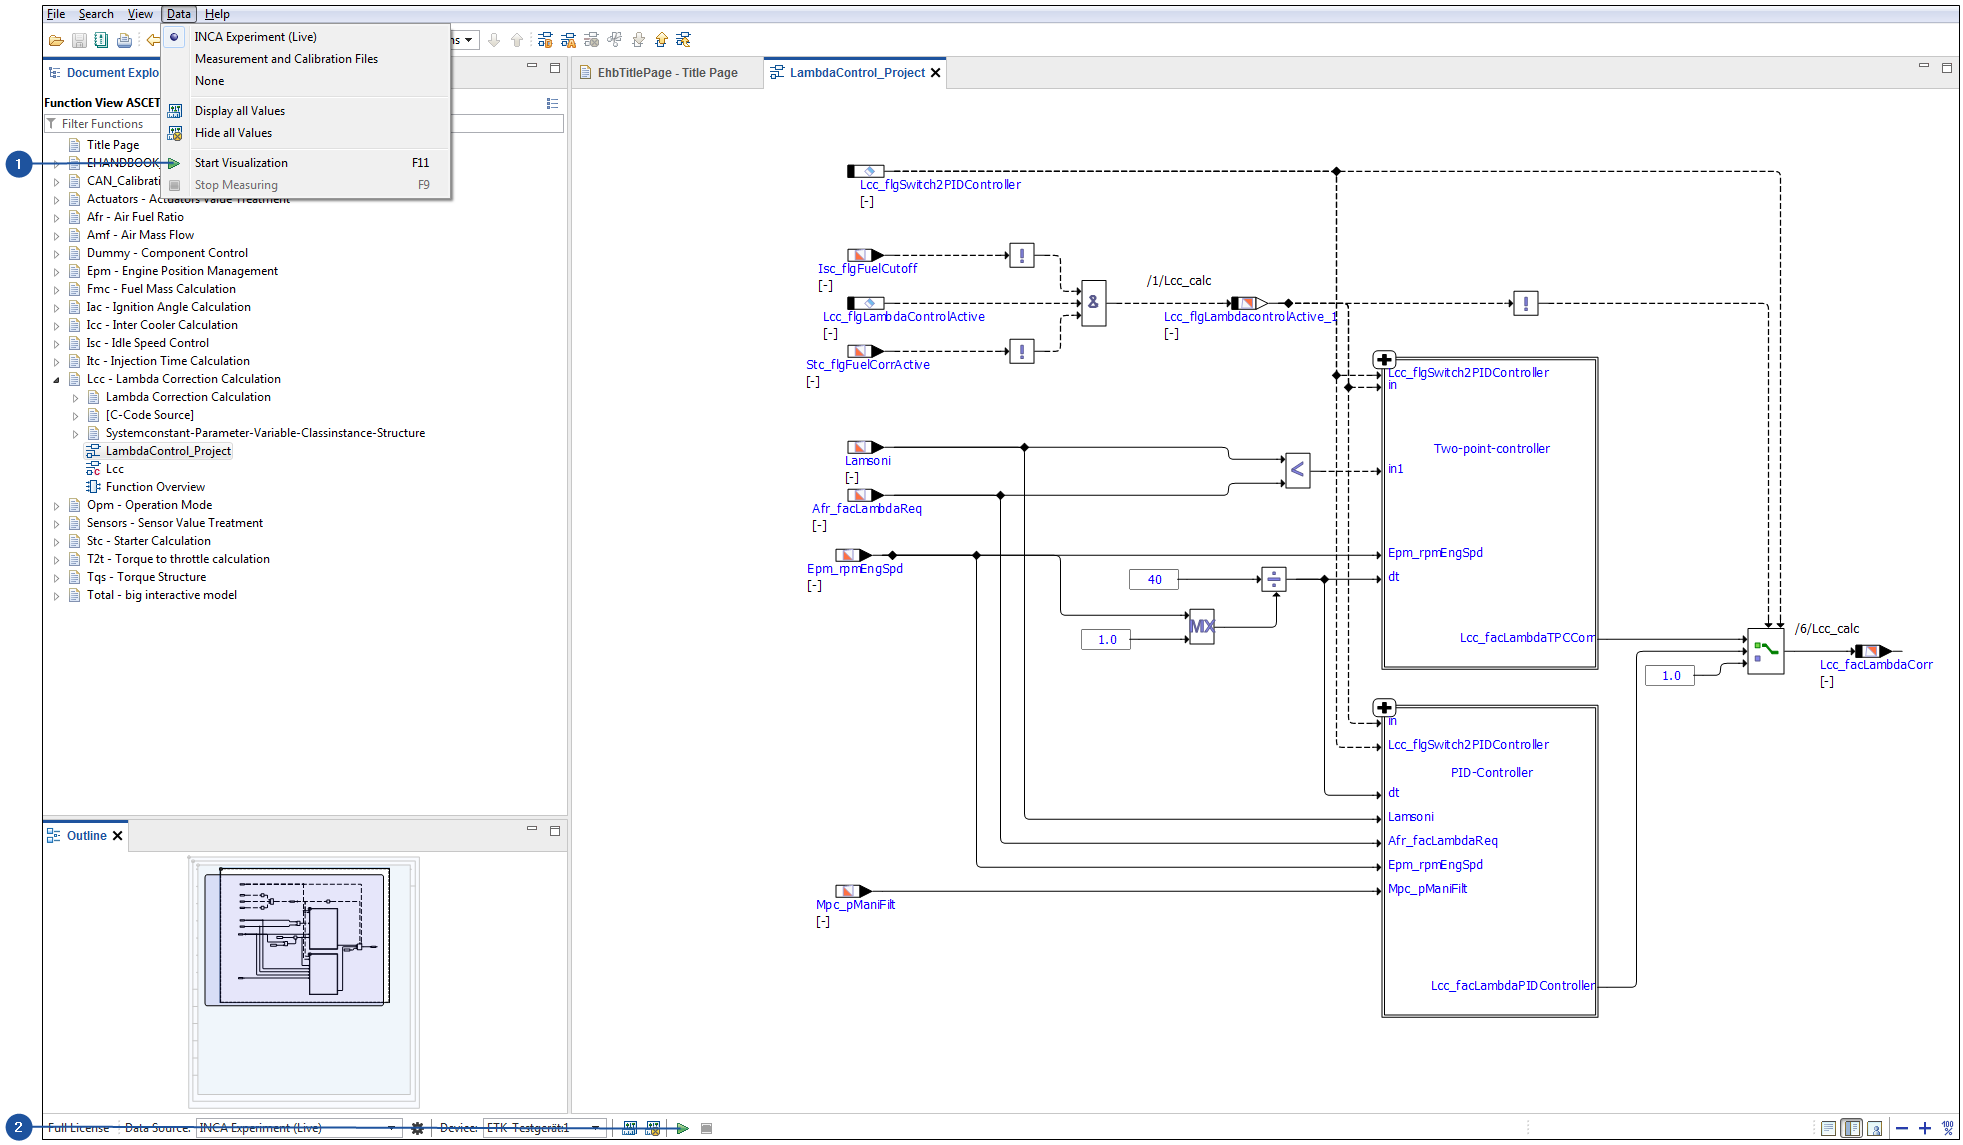 File Search View Data Help
INCA Experiment (Live)
Measurement and Calibration Files
None
Display all Values
Hide all Values
Start Visualization F11
Stop Measuring F9
ns
1
Document Explo
Function View ASCET
Filter Functions
Title Page
EHANDBOOK_
CAN_Calibrati
Actuators - Actuators Value Treatment
Afr - Air Fuel Ratio
Amf - Air Mass Flow
Dummy - Component Control
Epm - Engine Position Management
Fmc - Fuel Mass Calculation
Iac - Ignition Angle Calculation
Icc - Inter Cooler Calculation
Isc - Idle Speed Control
Itc - Injection Time Calculation
Lcc - Lambda Correction Calculation
Lambda Correction Calculation
[C-Code Source]
Systemconstant-Parameter-Variable-Classinstance-Structure
LambdaControl_Project
Lcc
Function Overview
Opm - Operation Mode
Sensors - Sensor Value Treatment
Stc - Starter Calculation
T2t - Torque to throttle calculation
Tqs - Torque Structure
Total - big interactive model
Outline
EhbTitlePage - Title Page
LambdaControl_Project
Lcc_flgSwitch2PIDController
[-]
Isc_flgFuelCutoff
[-]
!
Lcc_flgLambdaControlActive
[-]
&
/1/Lcc_calc
Lcc_flgLambdacontrolActive_1
[-]
!
Stc_flgFuelCorrActive
[-]
!
Lcc_flgSwitch2PIDController
in
Two-point-controller
Lamsoni
[-]
<
in1
Afr_facLambdaReq
[-]
Epm_rpmEngSpd
[-]
Epm_rpmEngSpd
40
÷
dt
1.0
MX
Lcc_facLambdaTPCCorr
/6/Lcc_calc
1.0
Lcc_facLambdaCorr
[-]
in
Lcc_flgSwitch2PIDController
PID-Controller
dt
Lamsoni
Afr_facLambdaReq
Epm_rpmEngSpd
Mpc_pManiFilt
Mpc_pManiFilt
[-]
Lcc_facLambdaPIDController
2
Full License Data Source: INCA Experiment (Live) Device: ETK_Testgerät:1
100 %